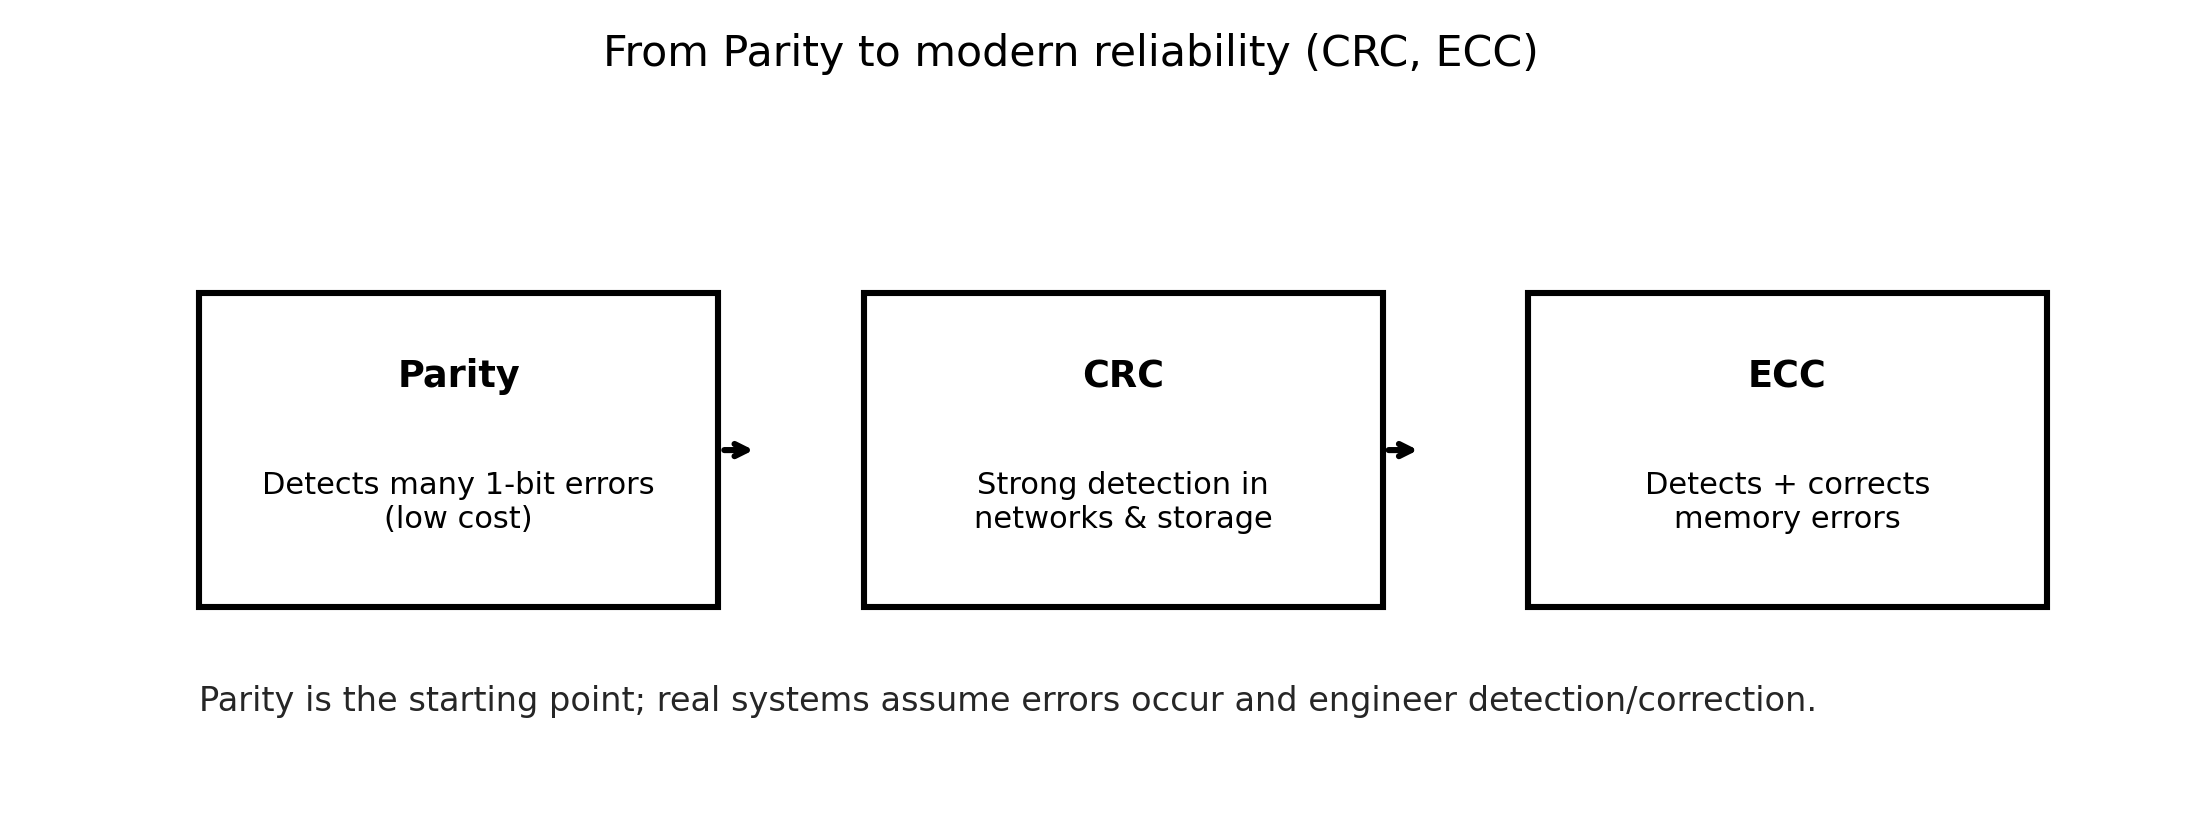 From Parity to modern reliability (CRC, ECC)
Parity
Detects many 1-bit errors
(low cost)
CRC
Strong detection in
networks & storage
ECC
Detects + corrects
memory errors
Parity is the starting point; real systems assume errors occur and engineer detection/correction.